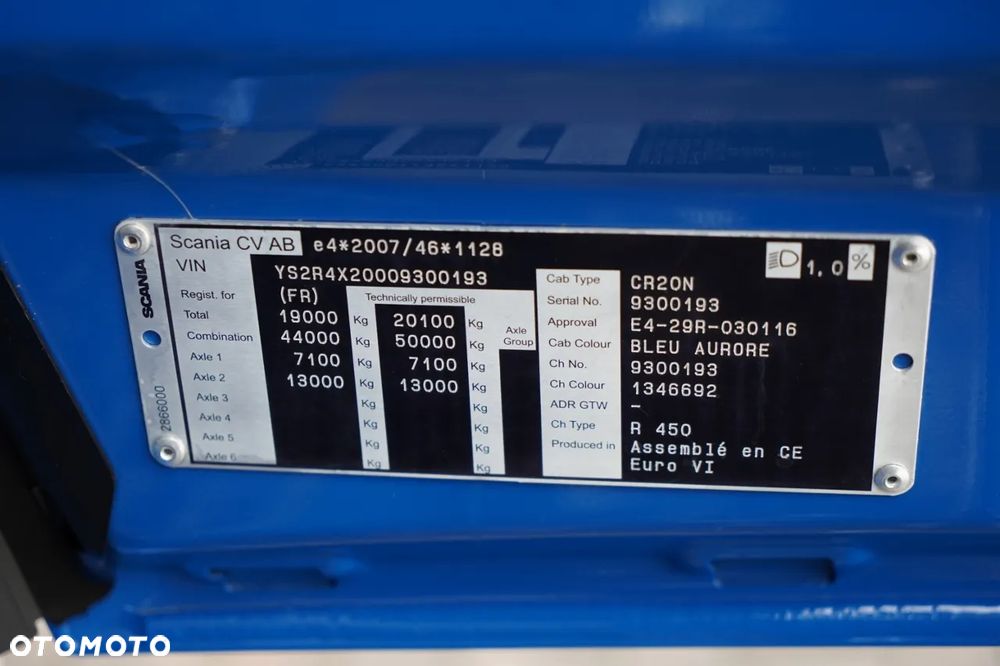 Scania CV AB e4*2007/46*1128
VIN YS2R4X20009300193
Regist. for (FR) Technically permissible
Total 19000 Kg 20100 Kg Axle Group
Combination 44000 Kg 50000 Kg
Axle 1 7100 Kg 7100 Kg
Axle 2 13000 Kg 13000 Kg
Axle 3 Kg Kg
Axle 4 Kg Kg
Axle 5 Kg Kg
Axle 6 Kg Kg
1,0 %
Cab Type CR20N
Serial No. 9300193
Approval E4-29R-030116
Cab Colour BLEU AURORE
Ch No. 9300193
Ch Colour 1346692
ADR GTW -
Ch Type R 450
Produced in Assemblé en CE
Euro VI
SCANIA
2866000
OTOMOTO